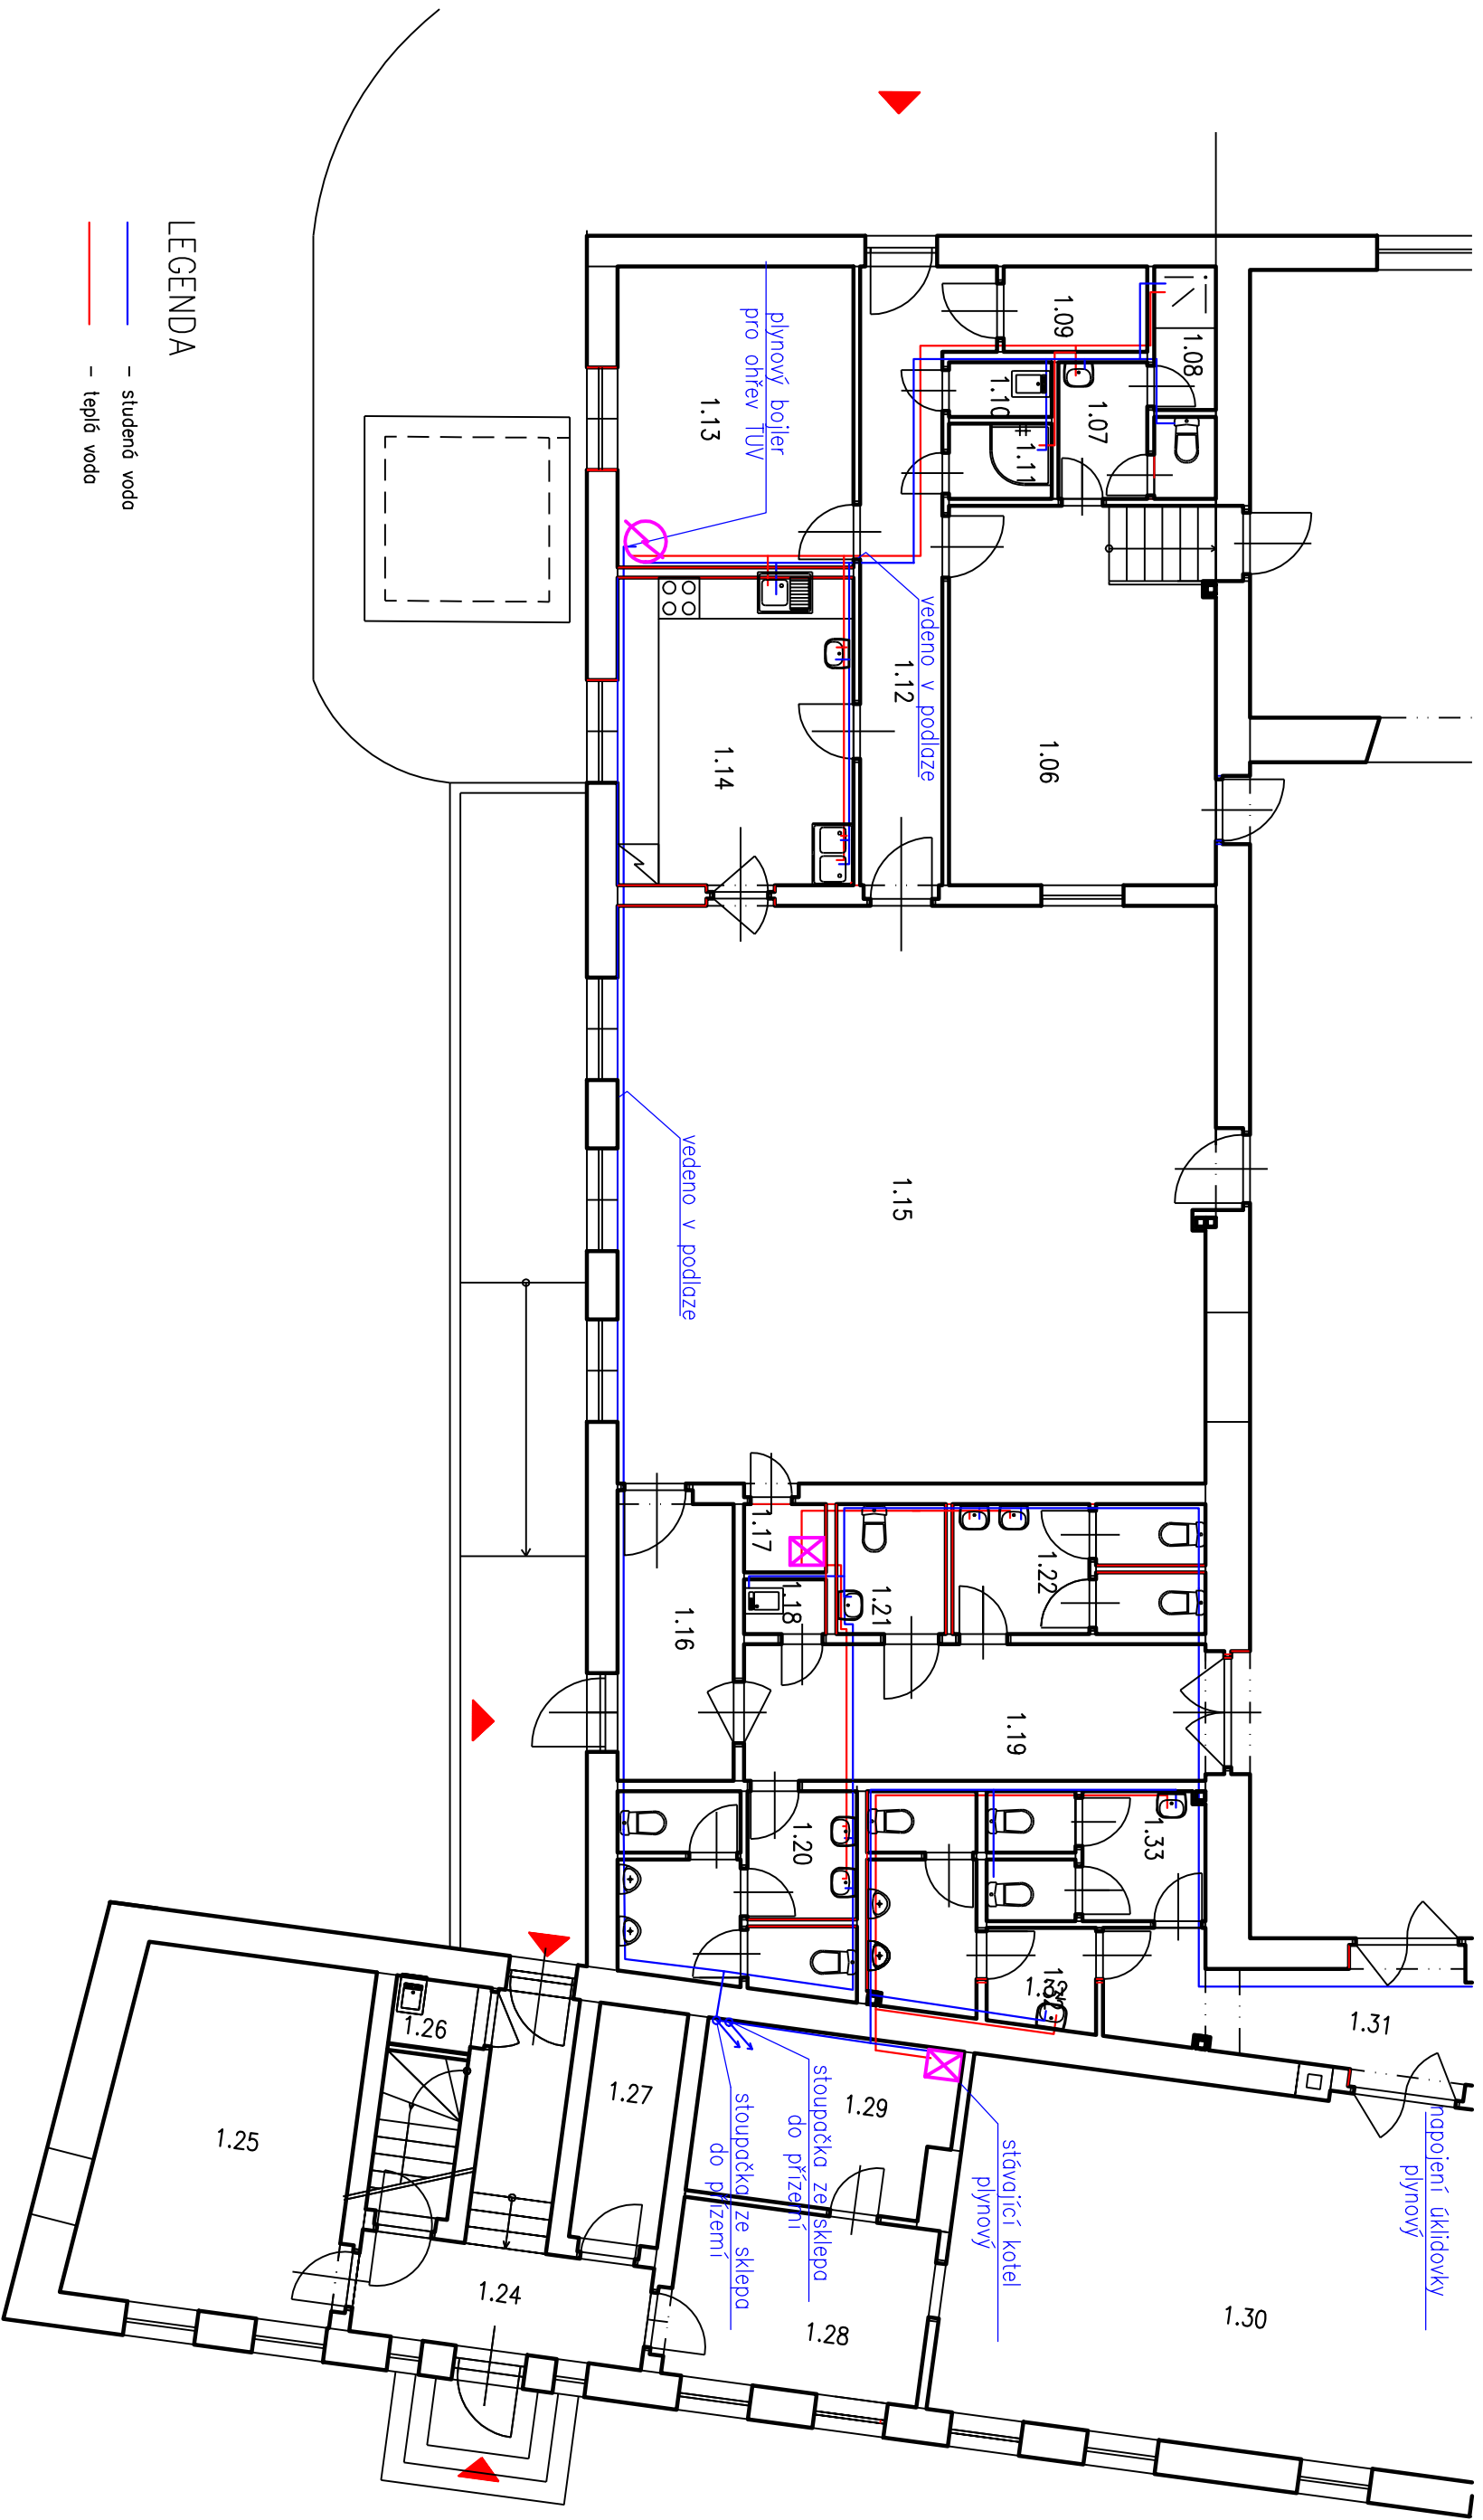 LEGENDA
– studená voda
– teplá voda
1.08
1.09
1.10
1.11
1.07
1.13
plynový bojler
pro ohřev TUV
vedeno v podlaze
1.12
1.06
1.14
1.15
vedeno v podlaze
1.17
1.18
1.21
1.22
1.16
1.19
1.20
1.33
1.32
1.31
1.26
1.27
1.29
1.25
1.24
1.28
1.30
stoupačka ze sklepa
do přízemí
stoupačka ze sklepa
do přízemí
stávající kotel
plynový
napojení úklidovky
plynový